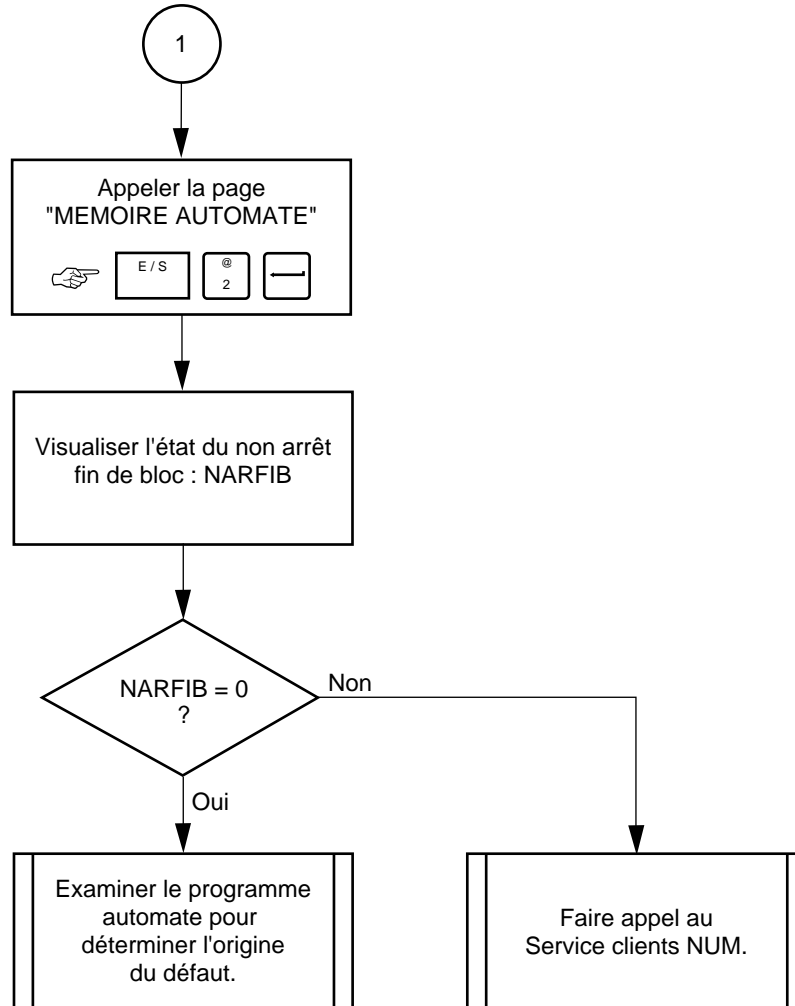 1
Appeler la page
"MEMOIRE AUTOMATE"
E / S
@
2
Visualiser l'état du non arrêt
fin de bloc : NARFIB
NARFIB = 0
?
Non
Oui
Examiner le programme
automate pour
déterminer l'origine
du défaut.
Faire appel au
Service clients NUM.